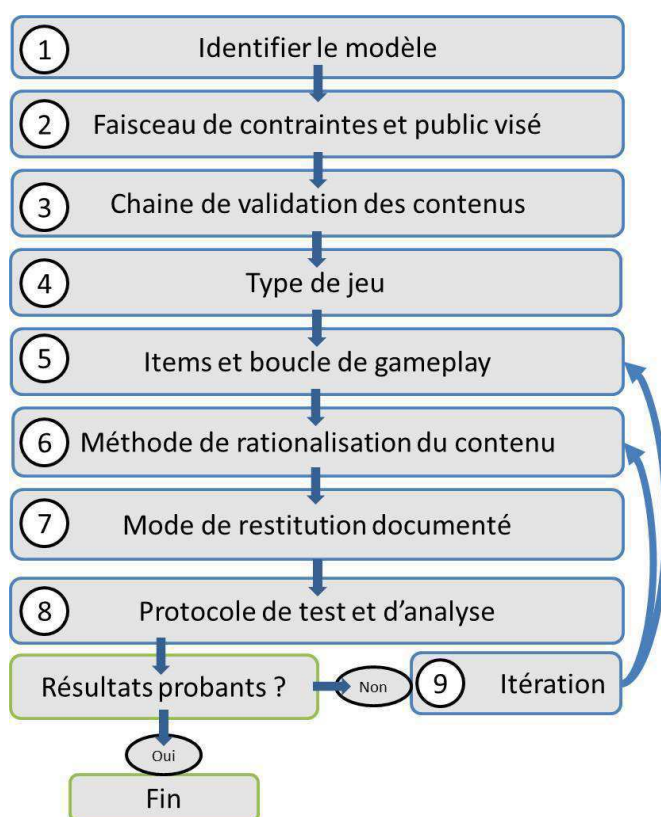 1 Identifier le modèle
2 Faisceau de contraintes et public visé
3 Chaine de validation des contenus
4 Type de jeu
5 Items et boucle de gameplay
6 Méthode de rationalisation du contenu
7 Mode de restitution documenté
8 Protocole de test et d'analyse
Résultats probants ? Non 9 Itération
Oui
Fin